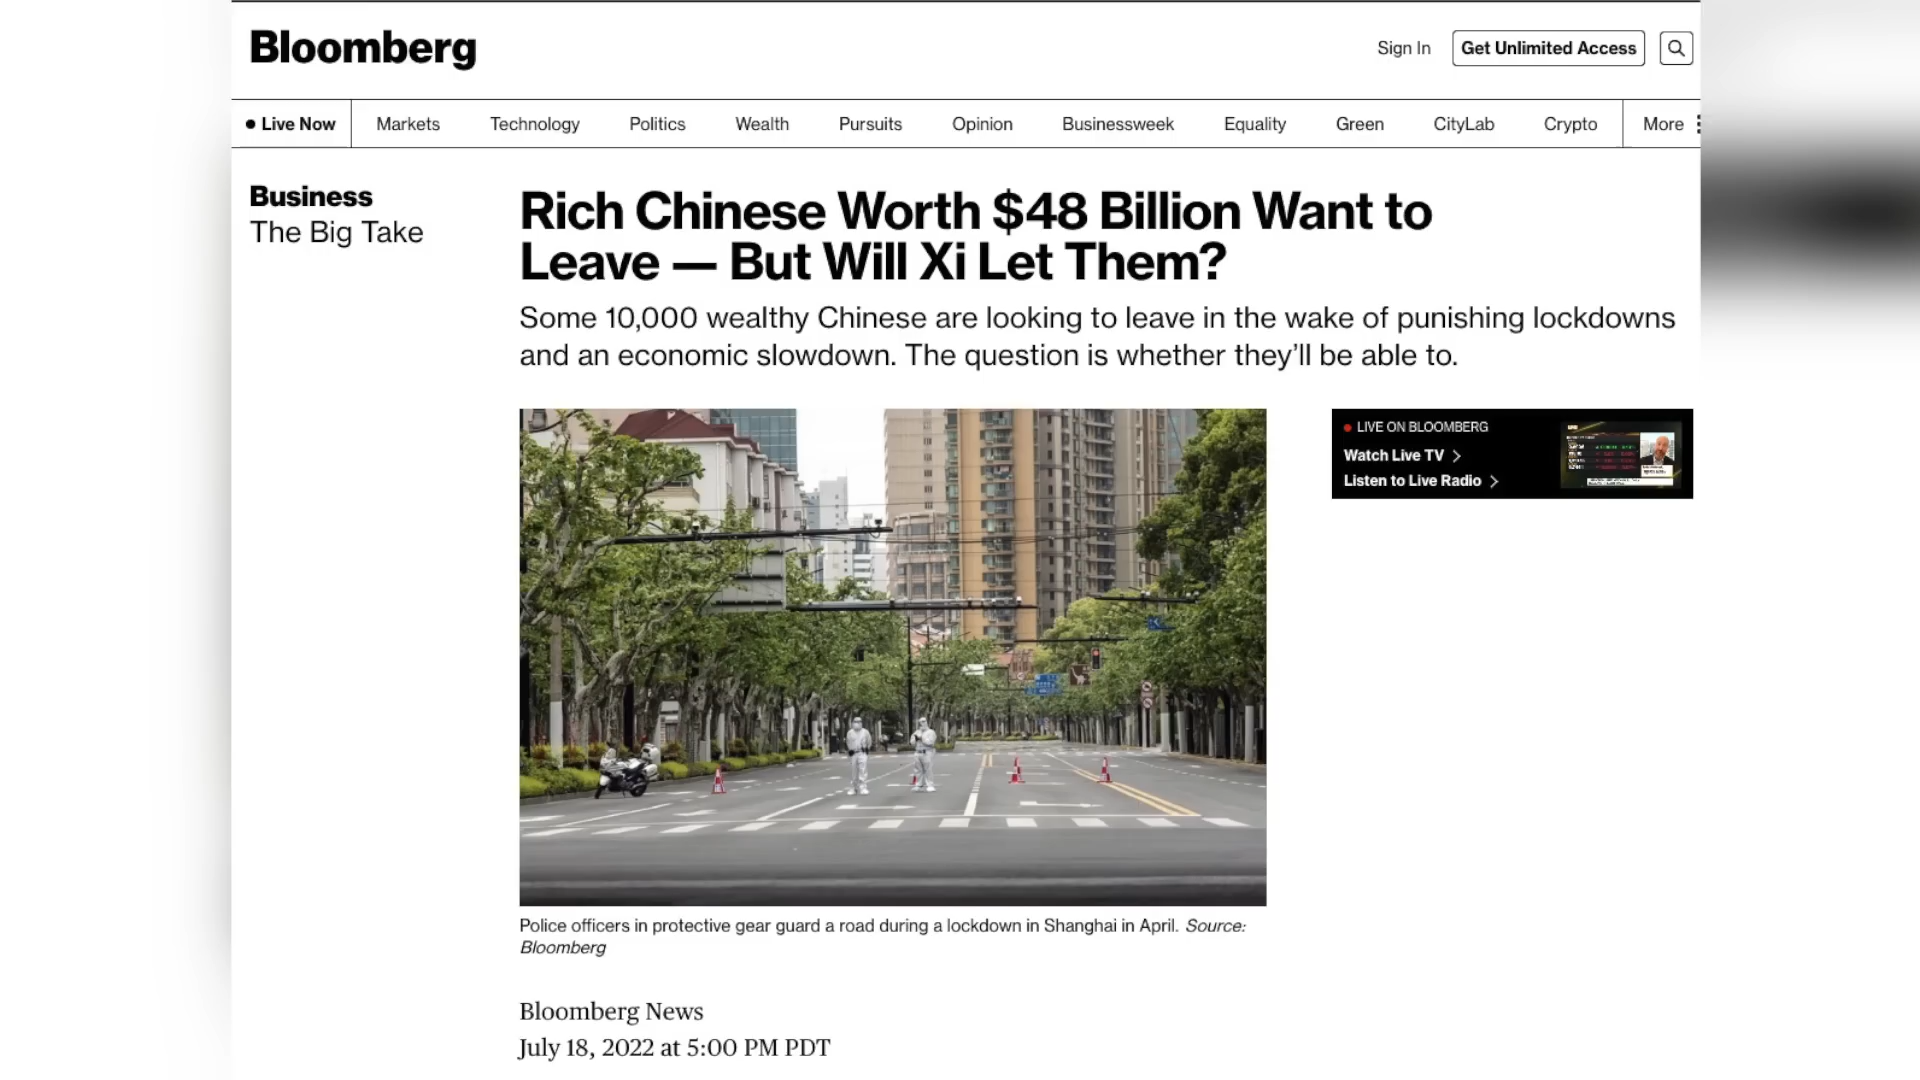 Bloomberg
Sign In
Get Unlimited Access
Live Now
Markets
Technology
Politics
Wealth
Pursuits
Opinion
Businessweek
Equality
Green
CityLab
Crypto
More
Business
The Big Take
Rich Chinese Worth $48 Billion Want to
Leave — But Will Xi Let Them?
Some 10,000 wealthy Chinese are looking to leave in the wake of punishing lockdowns
and an economic slowdown. The question is whether they’ll be able to.
LIVE ON BLOOMBERG
Watch Live TV
Listen to Live Radio
Police officers in protective gear guard a road during a lockdown in Shanghai in April. Source:
Bloomberg
Bloomberg News
July 18, 2022 at 5:00 PM PDT